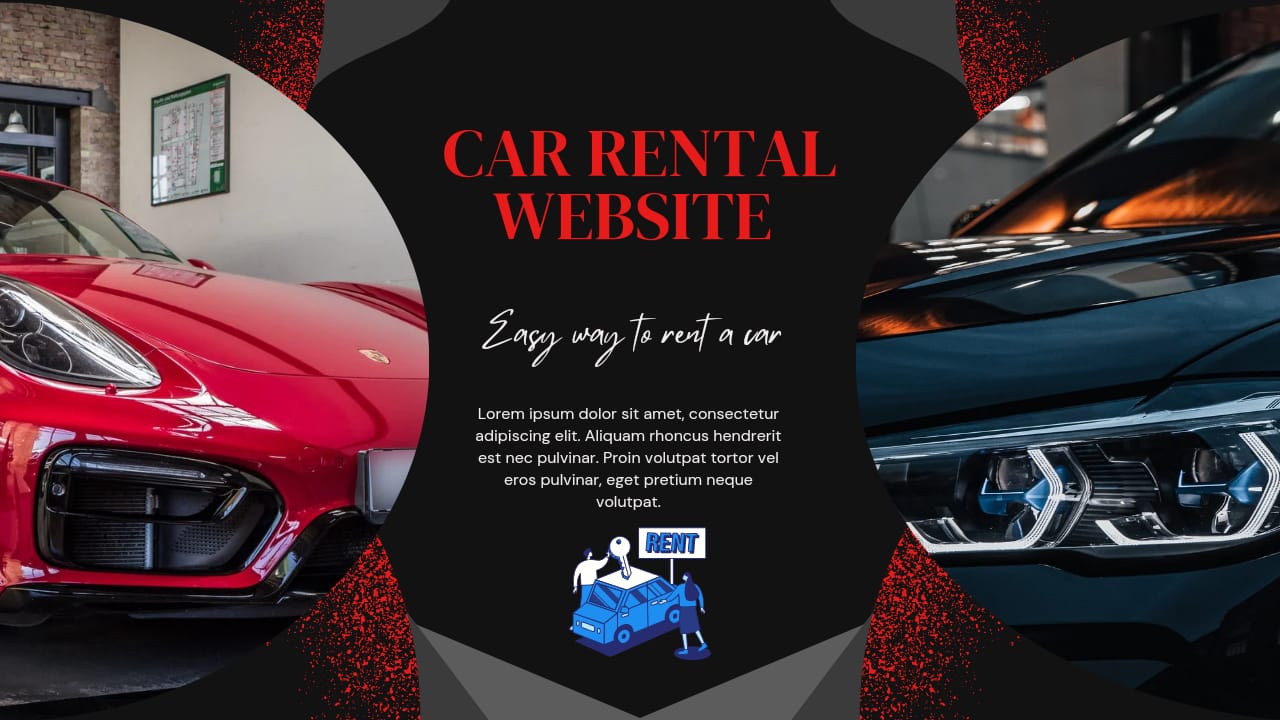 CAR RENTAL
WEBSITE
Easy way to rent a car
Lorem ipsum dolor sit amet, consectetur
adipiscing elit. Aliquam rhoncus hendrerit
est nec pulvinar. Proin volutpat tortor vel
eros pulvinar, eget pretium neque
volutpat.
RENT